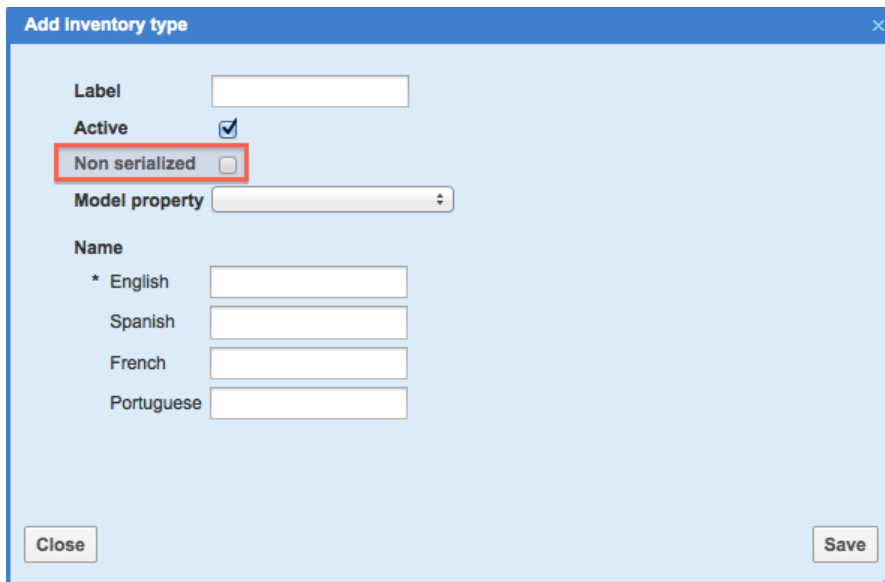 Add inventory type
Label
Active
Non serialized
Model property
Name
* English
Spanish
French
Portuguese
Close
Save